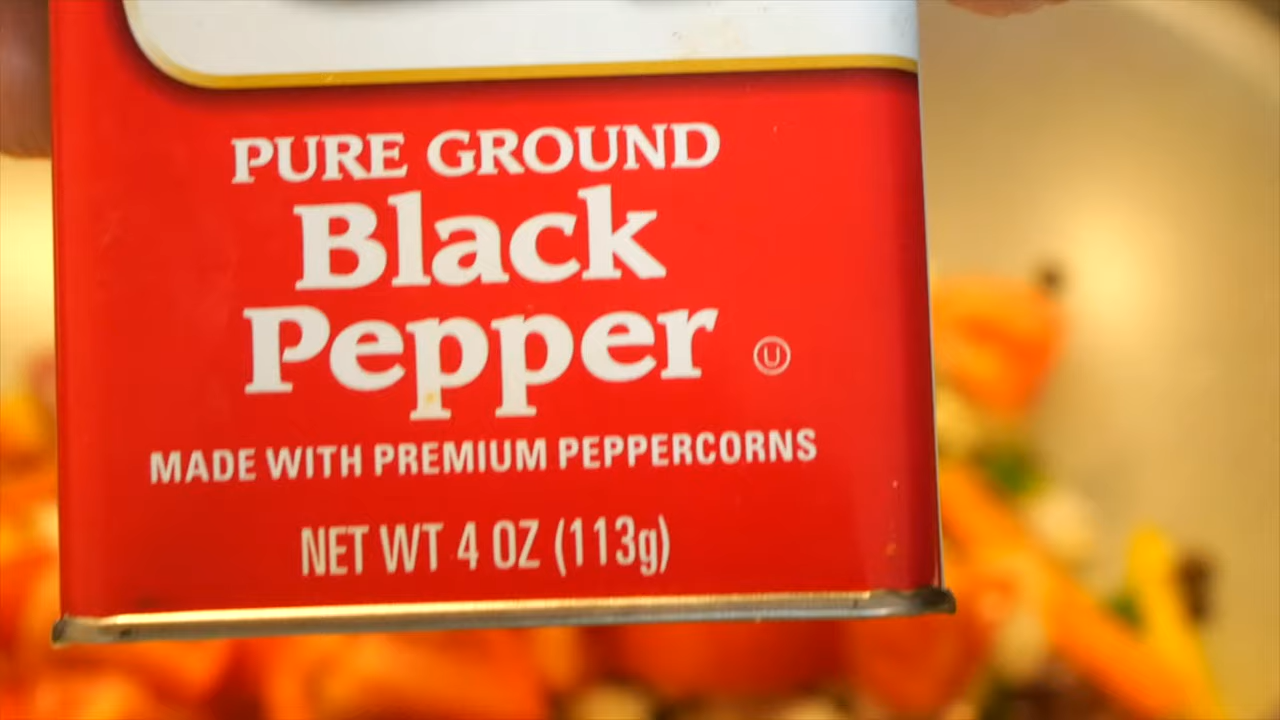 PURE GROUND
Black
Pepper
U
MADE WITH PREMIUM PEPPERCORNS
NET WT 4 OZ (113g)